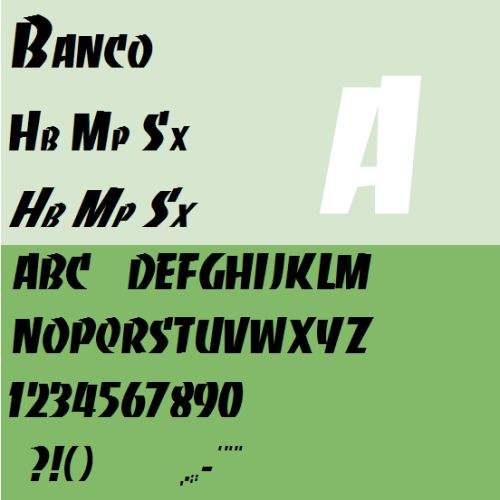 Banco
A
Hb Mp Sx
Hb Mp Sx
ABC DEFGHIJKLM
NOPQRSTUVWXYZ
1234567890
?!() ,.:;- '"“”